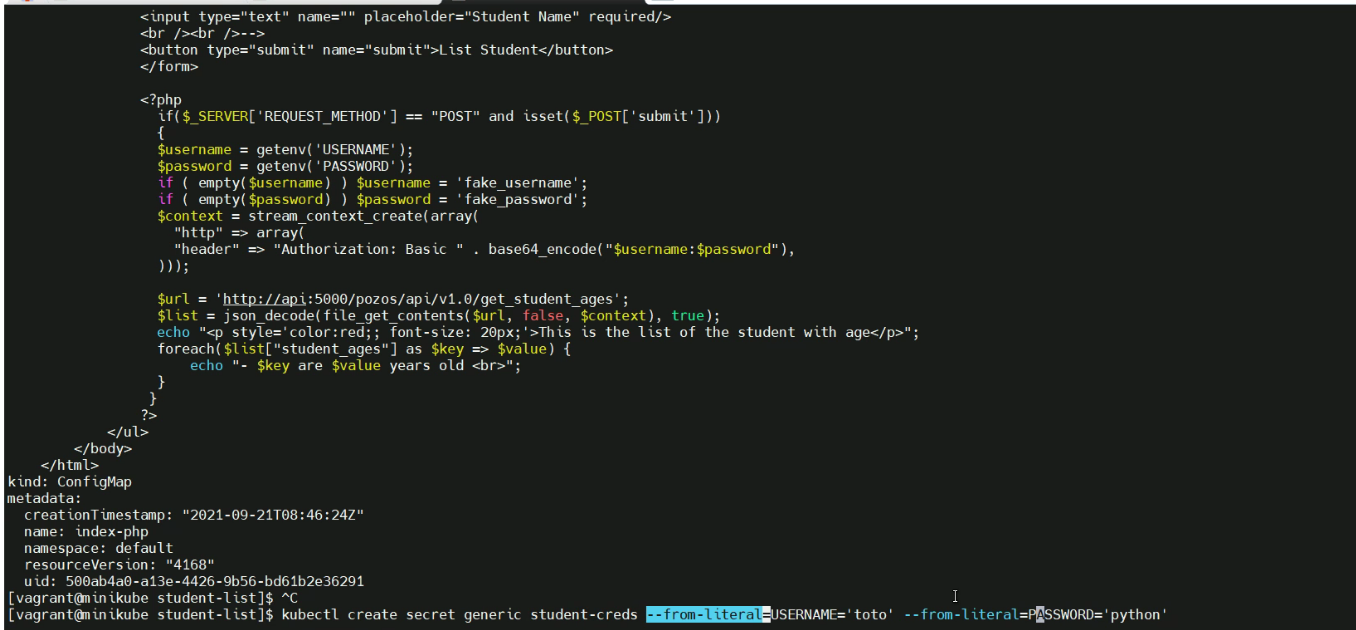 <input type="text" name="" placeholder="Student Name" required/>
<br /><br />-->
<button type="submit" name="submit">List Student</button>
</form>
<?php
if($_SERVER['REQUEST_METHOD'] == "POST" and isset($_POST['submit']))
{
$username = getenv('USERNAME');
$password = getenv('PASSWORD');
if ( empty($username) ) $username = 'fake_username';
if ( empty($password) ) $password = 'fake_password';
$context = stream_context_create(array(
"http" => array(
"header" => "Authorization: Basic " . base64_encode("$username:$password"),
)));
$url = 'http://api:5000/pozos/api/v1.0/get_student_ages';
$list = json_decode(file_get_contents($url, false, $context), true);
echo "<p style='color:red;; font-size: 20px;'>This is the list of the student with age</p>";
foreach($list["student_ages"] as $key => $value) {
echo "- $key are $value years old <br>";
}
}
?>
</ul>
</body>
</html>
kind: ConfigMap
metadata:
creationTimestamp: "2021-09-21T08:46:24Z"
name: index-php
namespace: default
resourceVersion: "4168"
uid: 500ab4a0-a13e-4426-9b56-bd61b2e36291
[vagrant@minikube student-list]$ ^C
[vagrant@minikube student-list]$ kubectl create secret generic student-creds --from-literal=USERNAME='toto' --from-literal=PASSWORD='python'